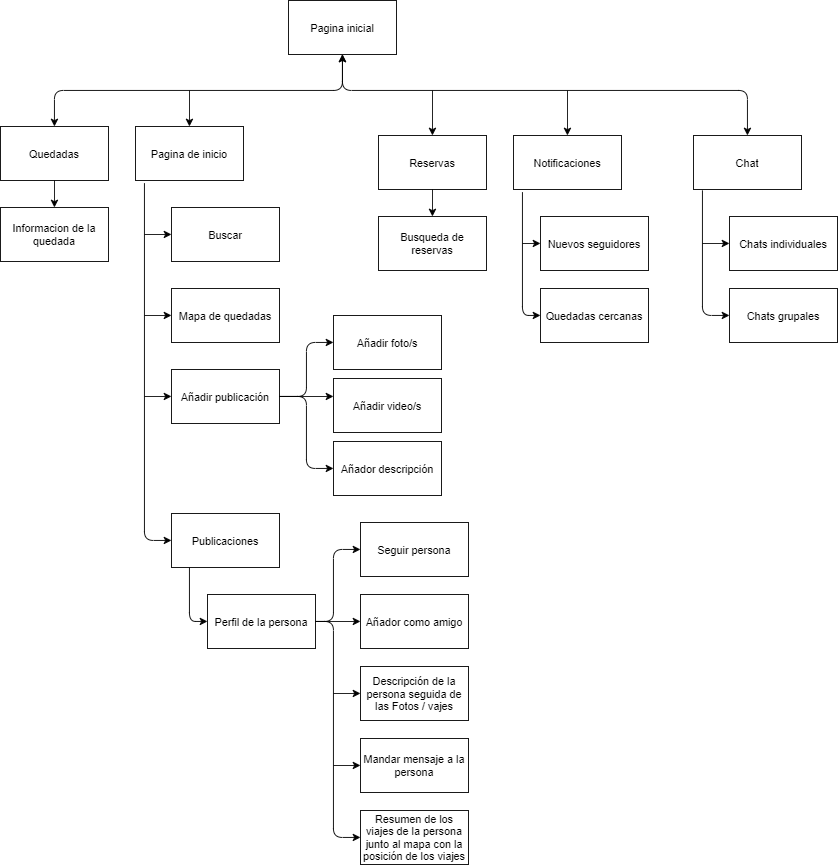 Pagina inicial
Quedadas
Pagina de inicio
Reservas
Notificaciones
Chat
Informacion de la
quedada
Buscar
Busqueda de
reservas
Nuevos seguidores
Chats individuales
Mapa de quedadas
Quedadas cercanas
Chats grupales
Añadir foto/s
Añadir publicación
Añadir video/s
Añador descripción
Publicaciones
Seguir persona
Perfil de la persona
Añador como amigo
Descripción de la
persona seguida de
las Fotos / vajes
Mandar mensaje a la
persona
Resumen de los
viajes de la persona
junto al mapa con la
posición de los viajes